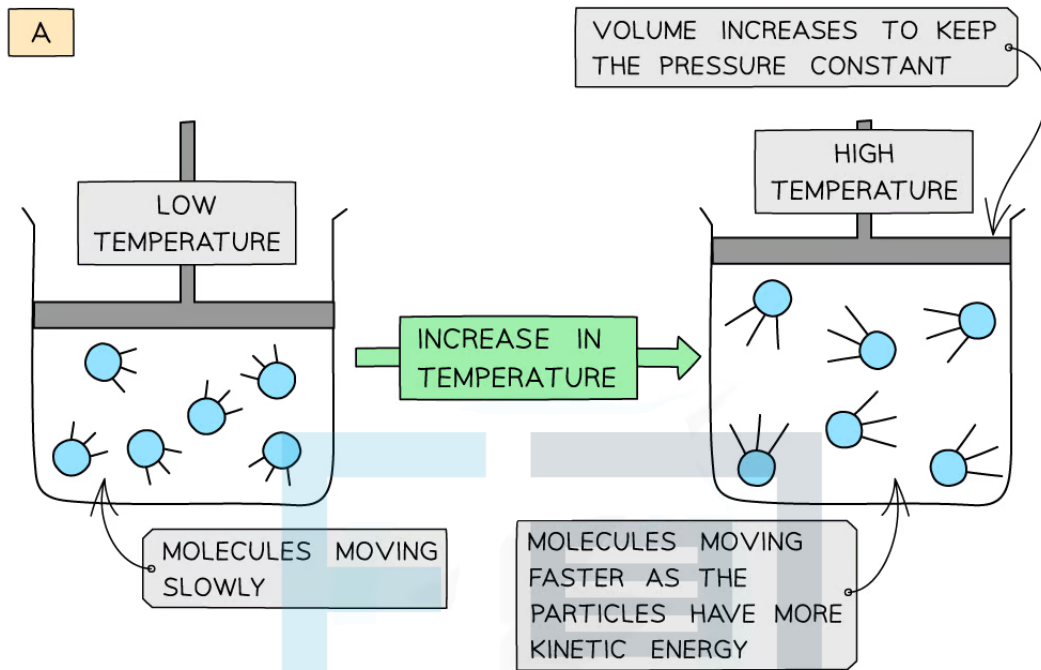 A
VOLUME INCREASES TO KEEP
THE PRESSURE CONSTANT
LOW
TEMPERATURE
HIGH
TEMPERATURE
INCREASE IN
TEMPERATURE
MOLECULES MOVING
SLOWLY
MOLECULES MOVING
FASTER AS THE
PARTICLES HAVE MORE
KINETIC ENERGY